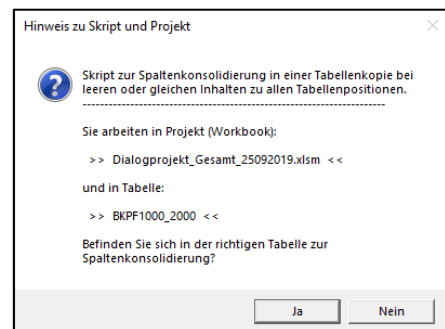 Hinweis zu Skript und Projekt
Skript zur Spaltenkonsolidierung in einer Tabellenkopie bei
leeren oder gleichen Inhalten zu allen Tabellenpositionen.
----------------------------------------------------------------------
Sie arbeiten in Projekt (Workbook):
>> Dialogprojekt_Gesamt_25092019.xlsm <<
und in Tabelle:
>> BKPF1000_2000 <<
Befinden Sie sich in der richtigen Tabelle zur
Spaltenkonsolidierung?
Ja Nein